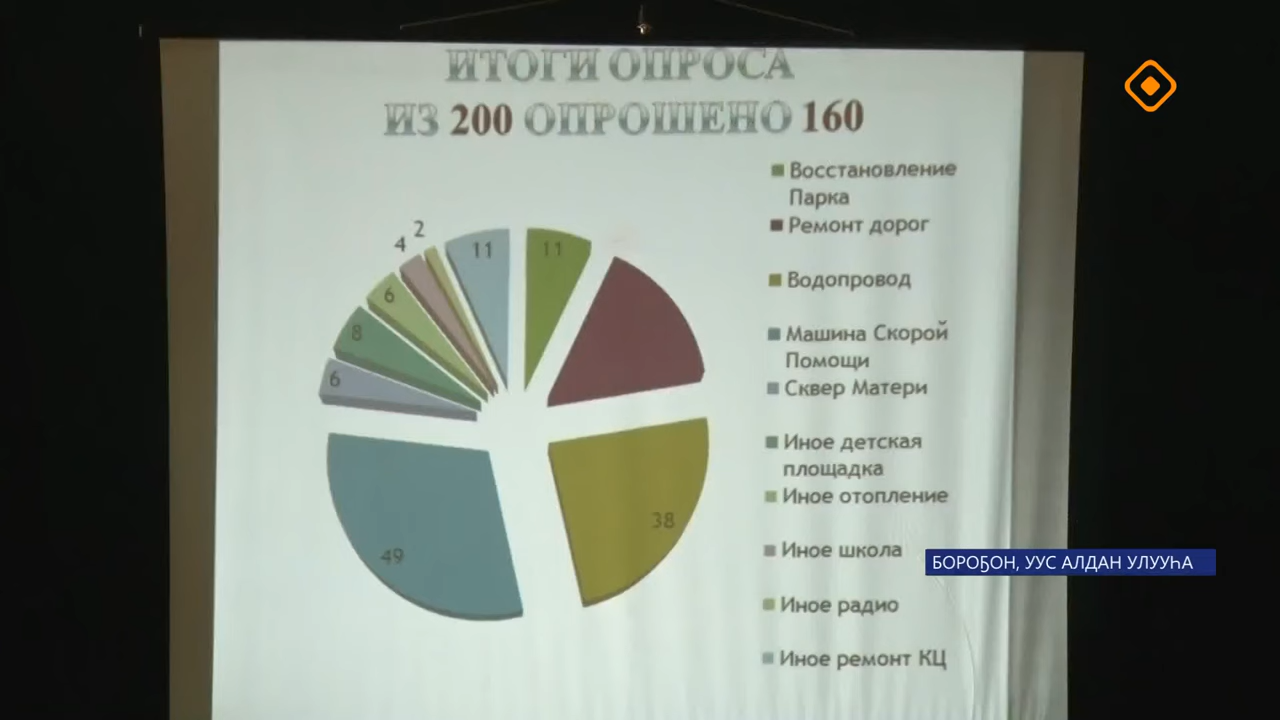 ИТОГИ ОПРОСА
ИЗ 200 ОПРОШЕНО 160
Восстановление
Парка
Ремонт дорог
Водопровод
Машина Скорой
Помощи
Сквер Матери
Иное детская
площадка
Иное отопление
Иное школа
Иное радио
Иное ремонт КЦ
11
38
49
6
8
6
4
2
11
БОРОҔОН, УУС АЛДАН УЛУУҺА